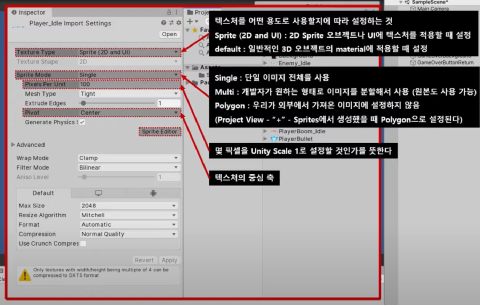 Inspector
Player_Idle Import Settings
Open
Texture Type
Sprite (2D and UI)
Texture Shape
2D
Sprite Mode
Single
Pixels Per Unit
100
Mesh Type
Tight
Extrude Edges
1
Pivot
Center
Generate Physics
Sprite Editor
Advanced
Wrap Mode
Clamp
Filter Mode
Bilinear
Aniso Level
1
Default
Max Size
2048
Resize Algorithm
Mitchell
Format
Automatic
Compression
Normal Quality
Use Crunch Compres
Revert
Apply
Only textures with width/height being multiple of 4 can be
compressed to DXT5 format
텍스처를 어떤 용도로 사용할지에 따라 설정하는 것
Sprite (2D and UI) : 2D Sprite 오브젝트나 UI에 텍스처를 적용할 때 설정
default : 일반적인 3D 오브젝트의 material에 적용할 때 설정
Enemy_Idle
Single : 단일 이미지 전체를 사용
Multi : 개발자가 원하는 형태로 이미지를 분할해서 사용 (원본도 사용 가능)
Polygon : 우리가 외부에서 가져온 이미지에 설정하지 않음
(Project View - "+" - Sprites에서 생성했을 때 Polygon으로 설정된다)
PlayerBoom_Idle
PlayerBullet
몇 픽셀을 Unity Scale 1로 설정할 것인가를 뜻한다
텍스처의 중심 축
SampleScene*
Main Camera
GameOverButtonReturn